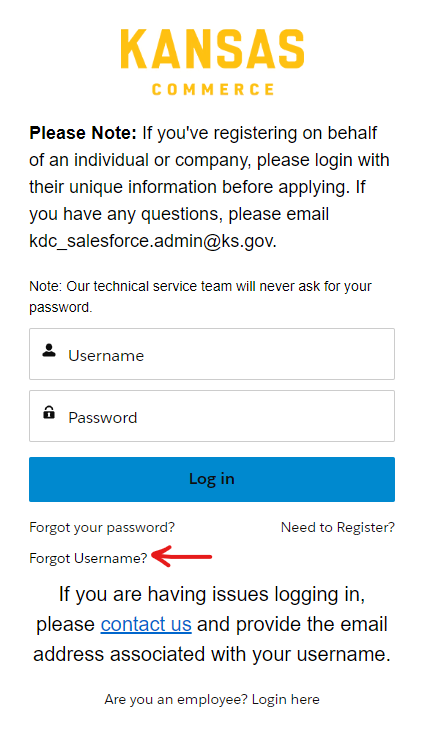 KANSAS
COMMERCE
Please Note: If you've registering on behalf
of an individual or company, please login with
their unique information before applying. If
you have any questions, please email
kdc_salesforce.admin@ks.gov.
Note: Our technical service team will never ask for your
password.
Username
Password
Log in
Forgot your password? Need to Register?
Forgot Username?
If you are having issues logging in,
please contact us and provide the email
address associated with your username.
Are you an employee? Login here